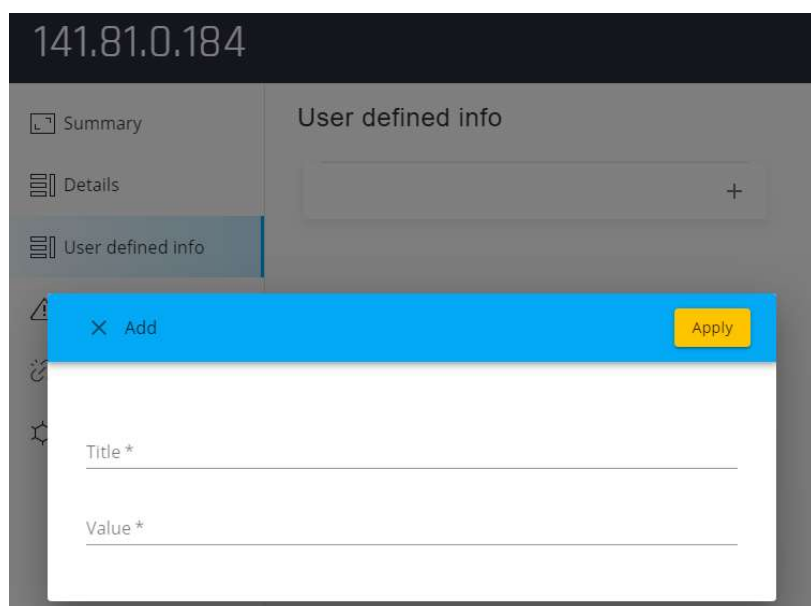 141.81.0.184
Summary
User defined info
Details
+
User defined info
Add
Apply
Title *
Value *